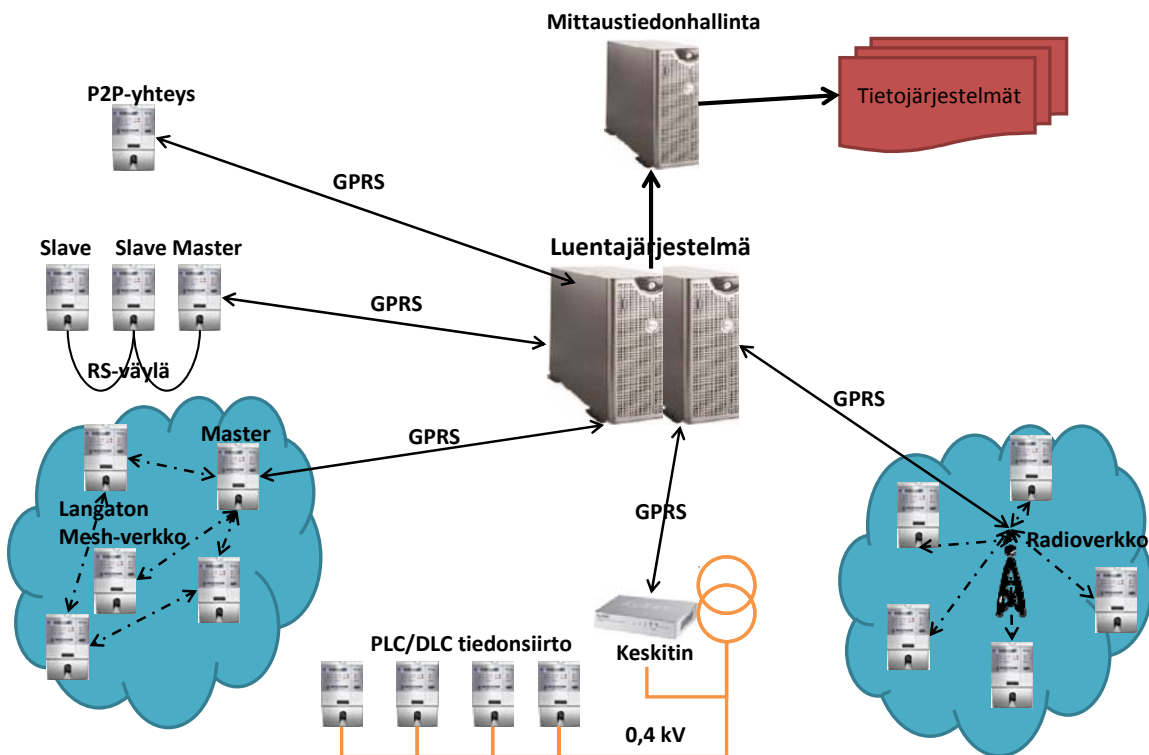 Mittaustiedonhallinta
P2P-yhteys
Tietojärjestelmät
GPRS
Slave
Slave
Master
Luentajärjestelmä
GPRS
RS-väylä
GPRS
Master
GPRS
Langaton
Mesh-verkko
GPRS
Radioverkko
PLC/DLC tiedonsiirto
Keskitin
0,4 kV